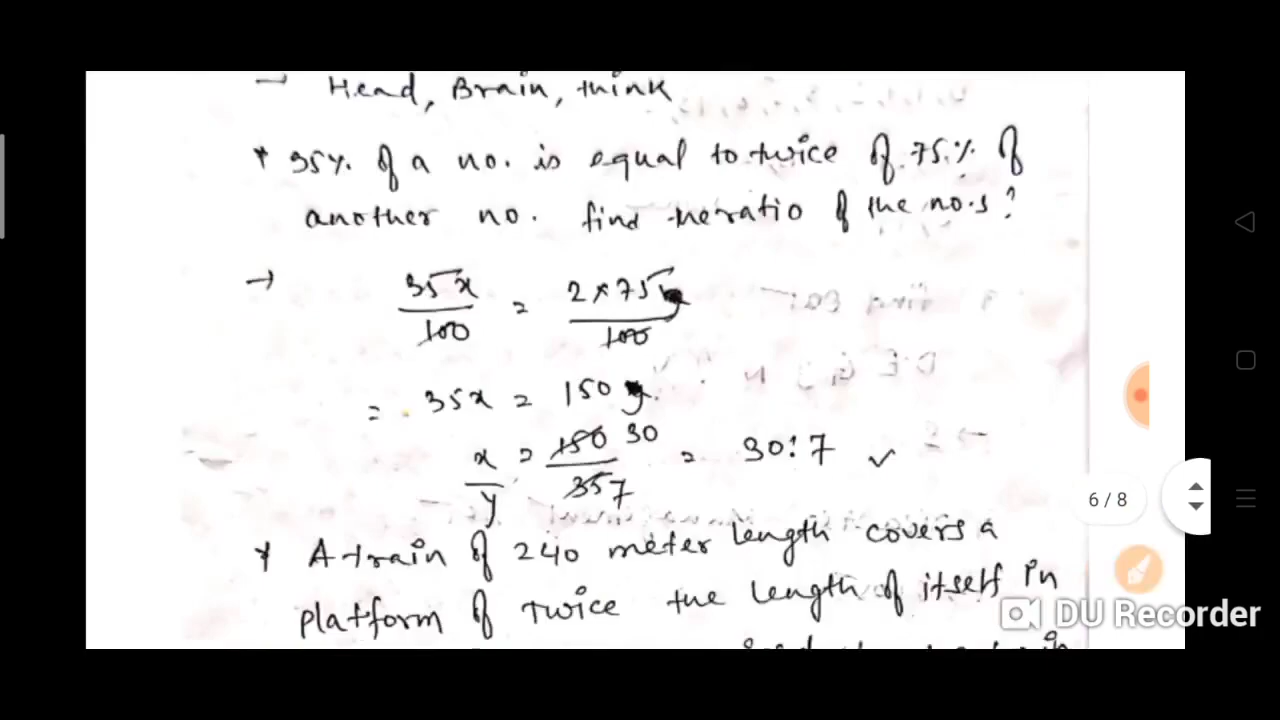 → Head, Brain, think
* 35% of a no. is equal to twice of 75% of
another no. find the ratio of the no.s?
→ 35x/100 = 2×75y/100
= 35x = 150y
x/y = 150 30/35 7 = 30:7 ✓
6 / 8
* A train of 240 meter length covers a
platform of twice the length of itself in
DU Recorder